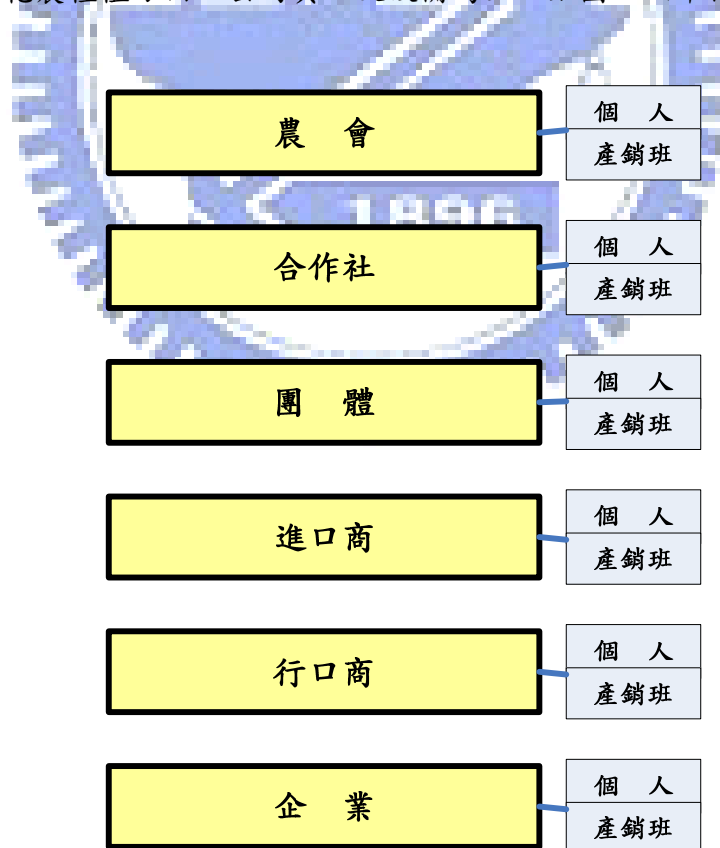 農 會
個 人
產銷班
1896
合作社
個 人
產銷班
團 體
個 人
產銷班
進口商
個 人
產銷班
行口商
個 人
產銷班
企 業
個 人
產銷班